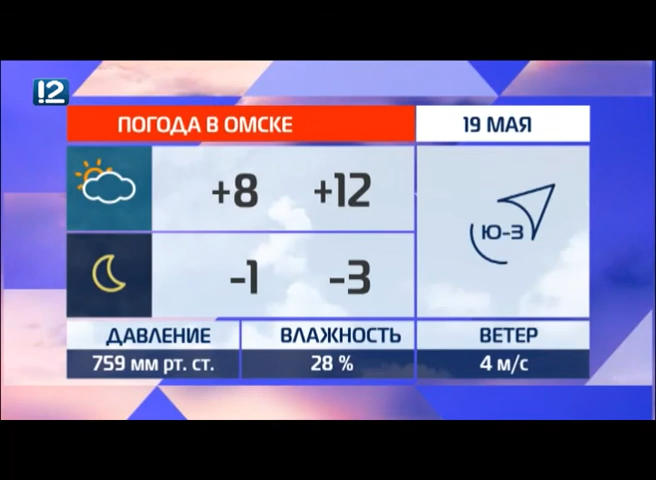 12
ПОГОДА В ОМСКЕ
19 МАЯ
+8 +12
Ю-З
-1 -3
ДАВЛЕНИЕ
ВЛАЖНОСТЬ
ВЕТЕР
759 мм рт. ст.
28 %
4 м/с